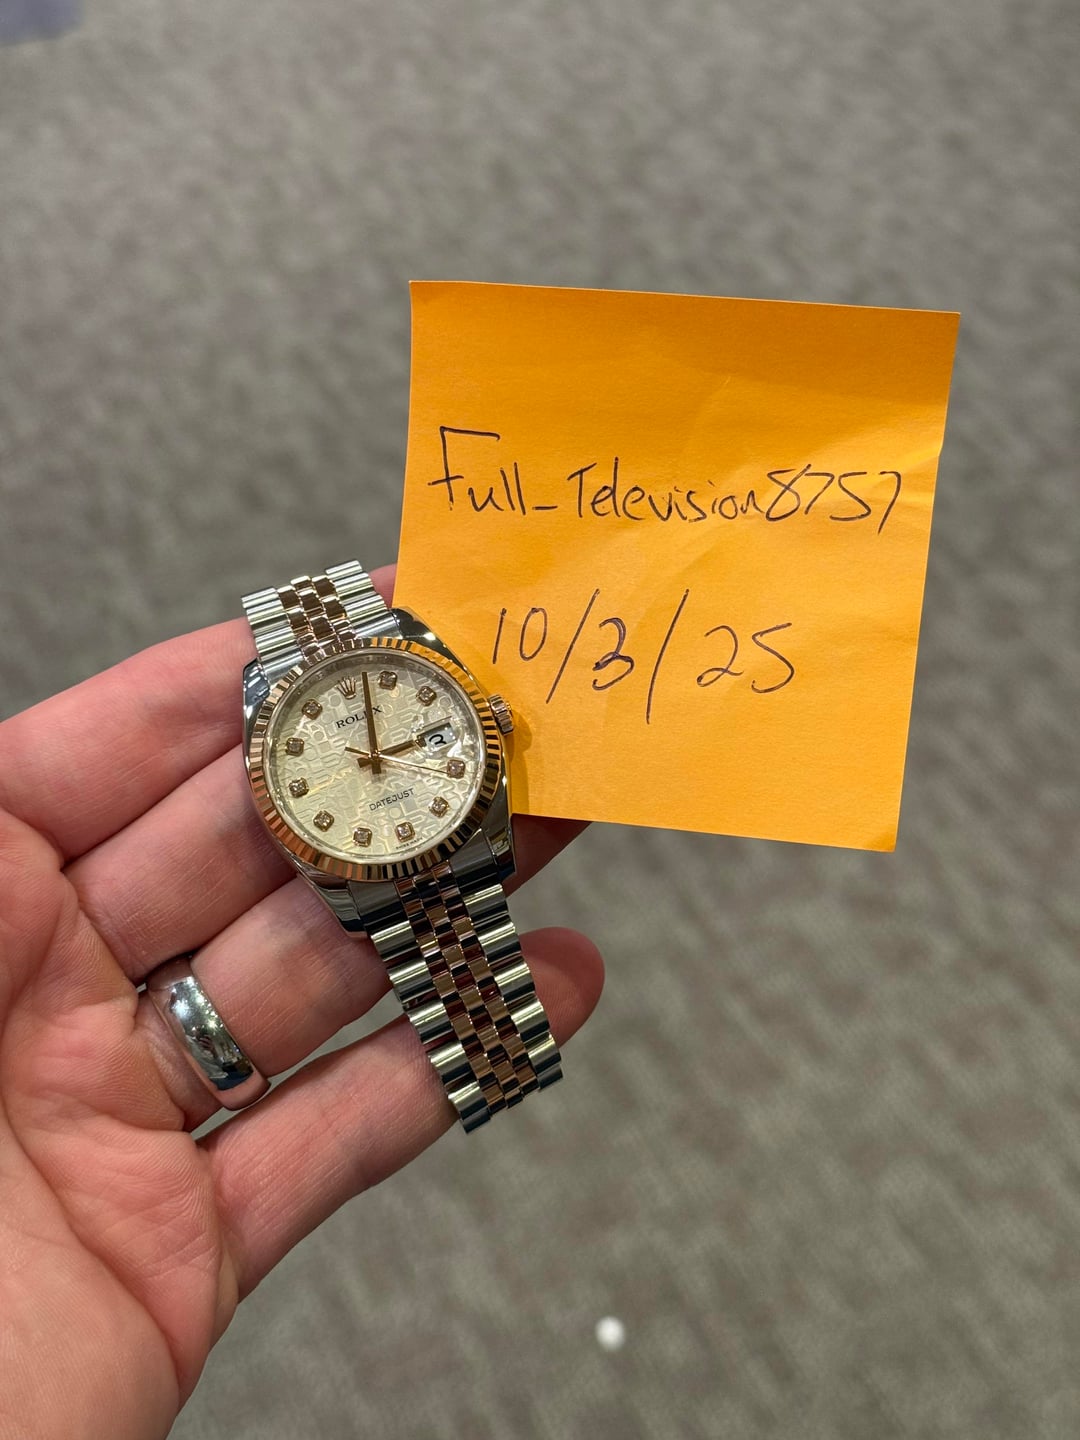 Full_Television8757
10/3/25
ROLEX
DATEJUST